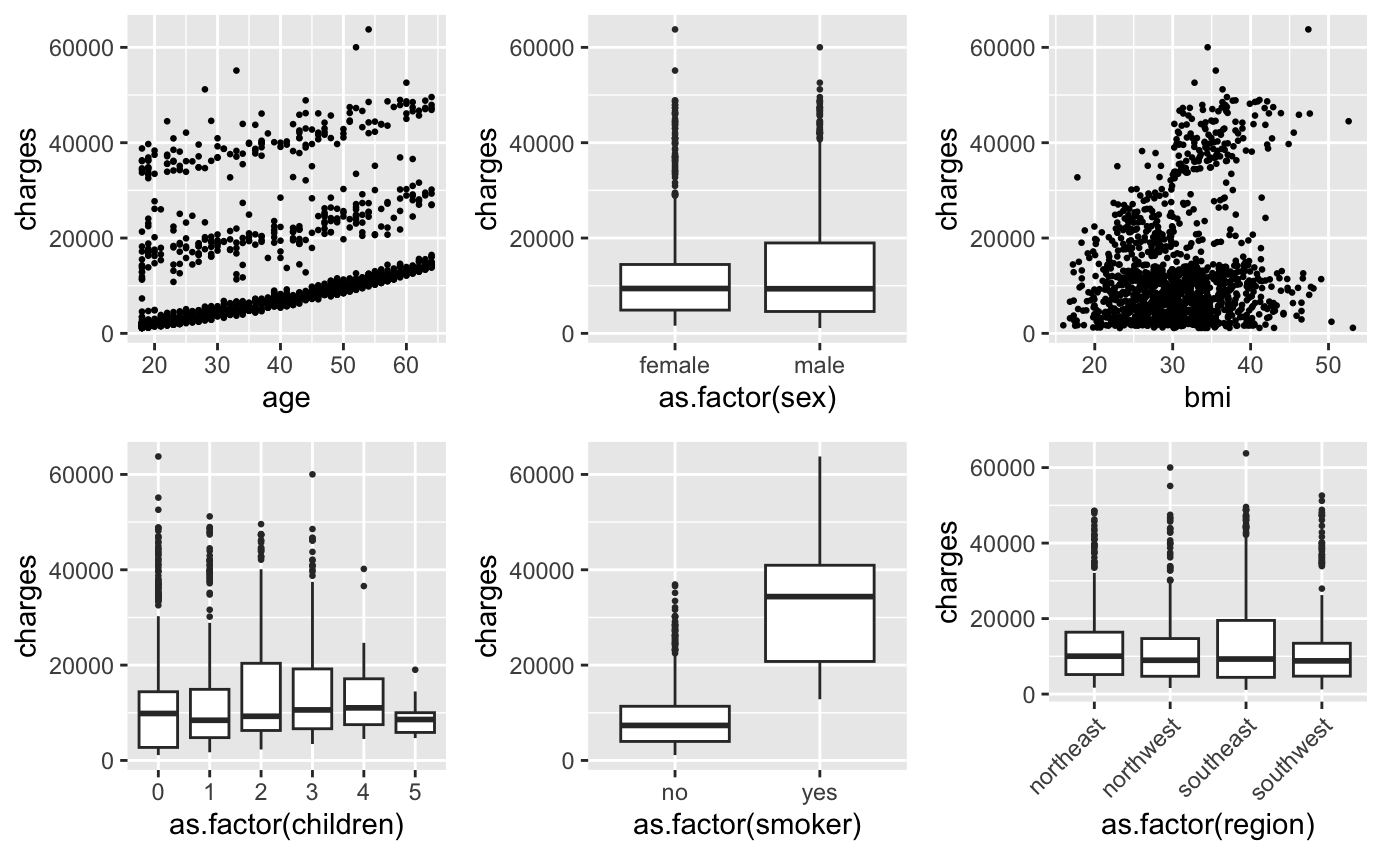 charges
60000
40000
20000
0
20 30 40 50 60
age
charges
60000
40000
20000
0
female male
as.factor(sex)
charges
60000
40000
20000
0
20 30 40 50
bmi
charges
60000
40000
20000
0
0 1 2 3 4 5
as.factor(children)
charges
60000
40000
20000
0
no yes
as.factor(smoker)
charges
60000
40000
20000
0
northeast northwest southeast southwest
as.factor(region)